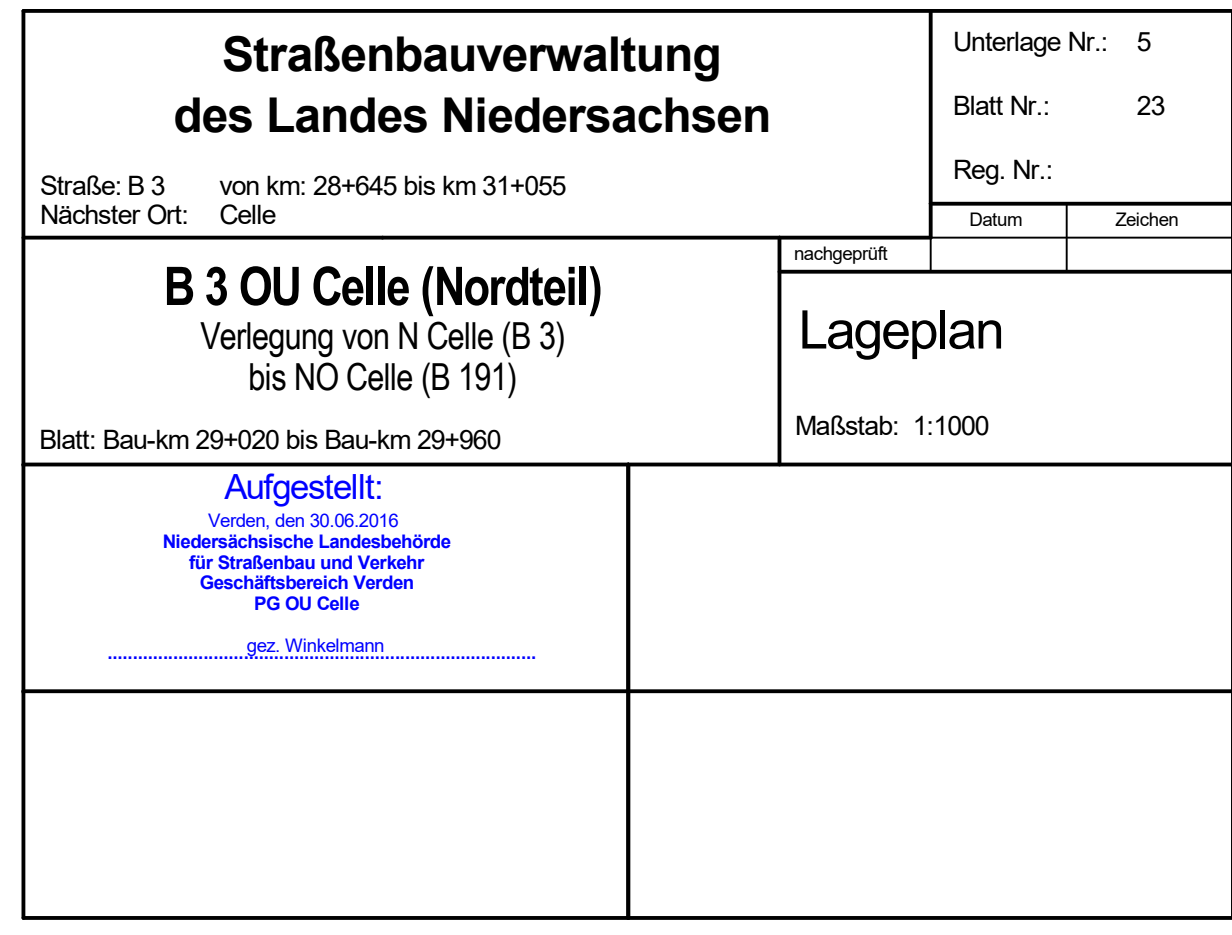 Straßenbauverwaltung
des Landes Niedersachsen
Straße: B 3 von km: 28+645 bis km 31+055
Nächster Ort: Celle
Unterlage Nr.: 5
Blatt Nr.: 23
Reg. Nr.:
Datum Zeichen
nachgeprüft
B 3 OU Celle (Nordteil)
Verlegung von N Celle (B 3)
bis NO Celle (B 191)
Blatt: Bau-km 29+020 bis Bau-km 29+960
Lageplan
Maßstab: 1:1000
Aufgestellt:
Verden, den 30.06.2016
Niedersächsische Landesbehörde
für Straßenbau und Verkehr
Geschäftsbereich Verden
PG OU Celle
gez. Winkelmann